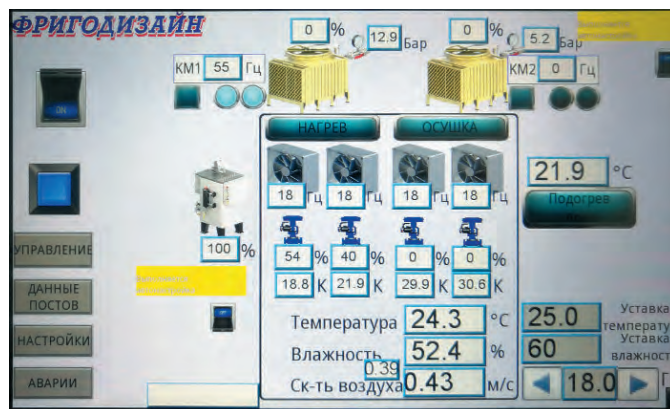 ФРИГОДИЗАЙН
0 %
12.9 Бар
0 %
5.2 Бар
КМ1 55 Гц
КМ2 0 Гц
ON
НАГРЕВ ОСУШКА
21.9 °C
Подогрев
18 Гц 18 Гц 18 Гц 18 Гц
УПРАВЛЕНИЕ
100 %
54 % 40 % 0 % 0 %
18.8 К 21.9 К 29.9 К 30.6 К
ДАННЫЕ
ПОСТОВ
Температура 24.3 °C 25.0 Уставка
температу
НАСТРОЙКИ
Влажность 52.4 % 60 Уставка
влажност
0.39
АВАРИИ
Ск-ть воздуха 0.43 м/с 18.0 Г